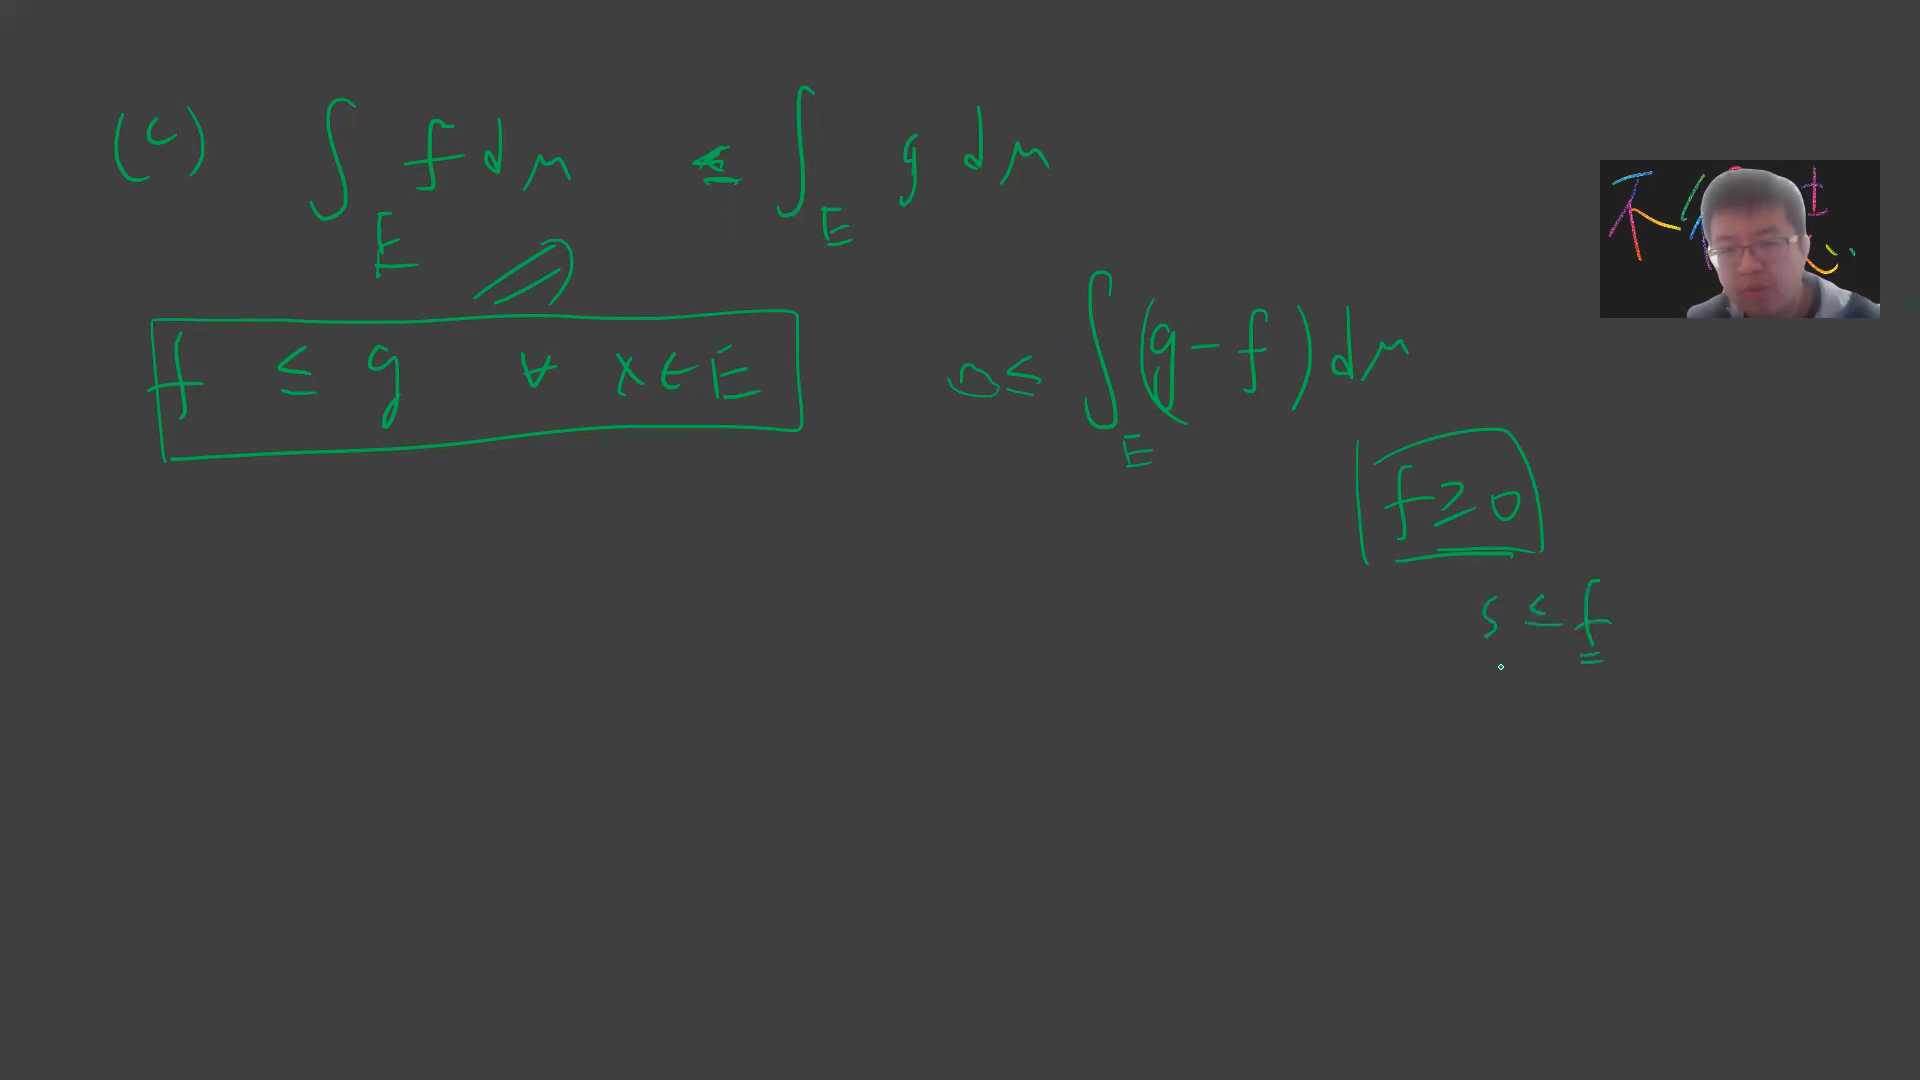 (c) ∫_E f dμ ≤ ∫_E g dμ
f ≤ g ∀ x ∈ E
0 ≤ ∫_E (g - f) dμ
f ≥ 0
s ≤ f